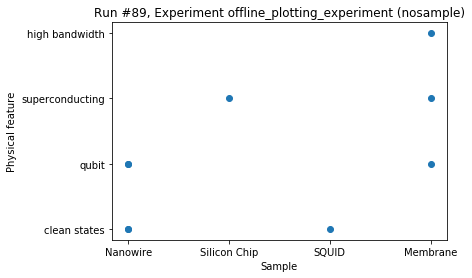 Run #89, Experiment offline_plotting_experiment (nosample)
high bandwidth
superconducting
qubit
clean states
Physical feature
Nanowire
Silicon Chip
SQUID
Membrane
Sample